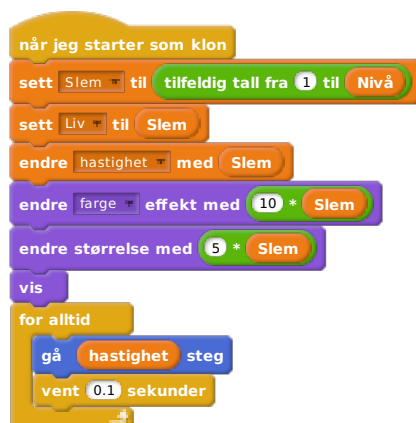 når jeg starter som klon
sett Slem til tilfeldig tall fra 1 til Nivå
sett Liv til Slem
endre hastighet med Slem
endre farge effekt med 10 * Slem
endre størrelse med 5 * Slem
vis
for alltid
gå hastighet steg
vent 0.1 sekunder